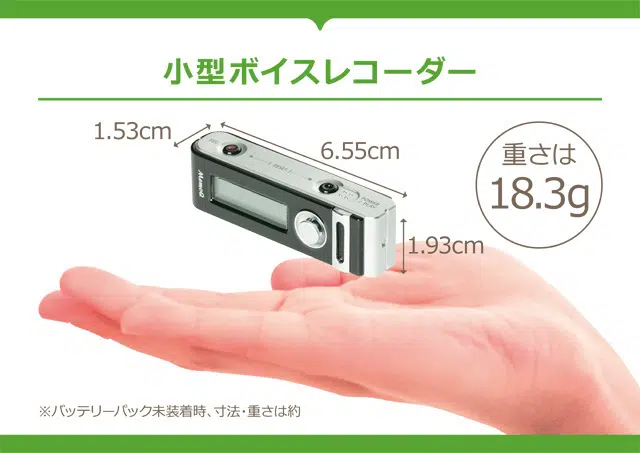 小型ボイスレコーダー
1.53cm
6.55cm
重さは
18.3g
1.93cm
※バッテリーパック未装着時、寸法・重さは約